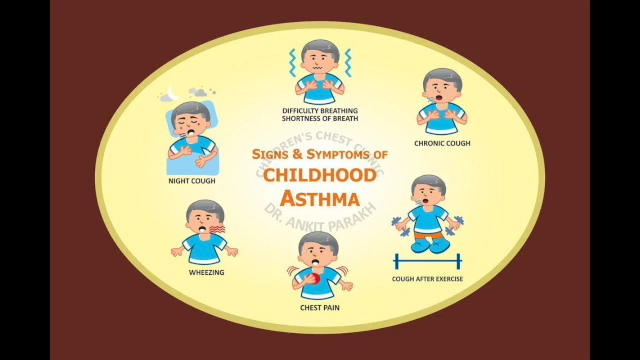 DIFFICULTY BREATHING
SHORTNESS OF BREATH
CHRONIC COUGH
CHILDREN'S CHEST CLINIC
SIGNS & SYMPTOMS OF
CHILDHOOD
ASTHMA
DR. ANKIT PARAKH
NIGHT COUGH
WHEEZING
CHEST PAIN
COUGH AFTER EXERCISE